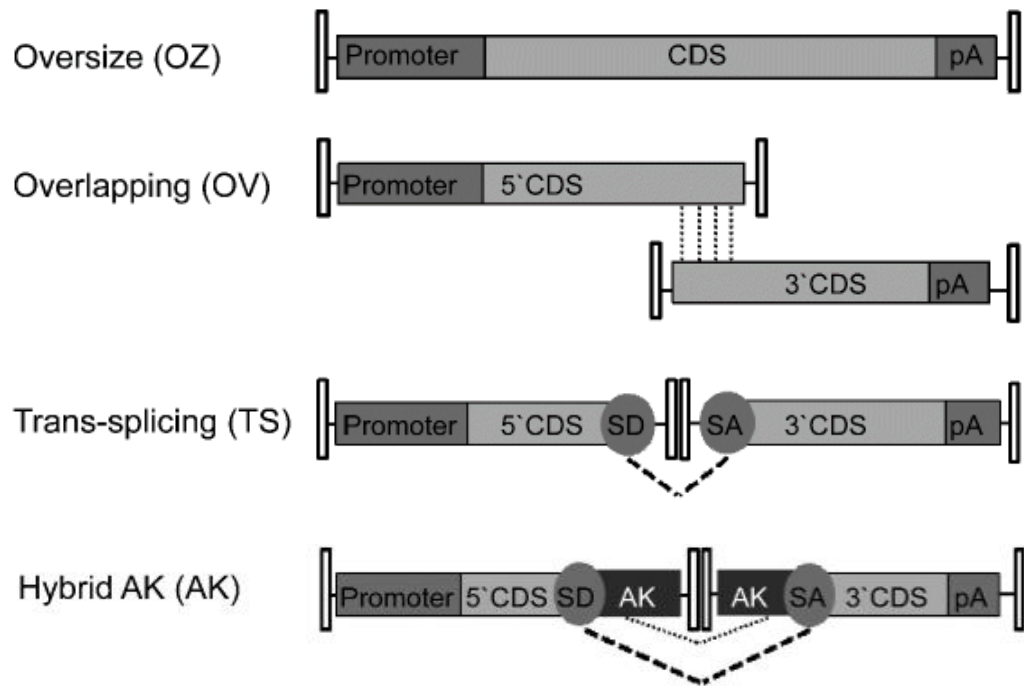 Oversize (OZ) Promoter CDS pA
Overlapping (OV) Promoter 5`CDS
3`CDS pA
Trans-splicing (TS) Promoter 5`CDS SD SA 3`CDS pA
Hybrid AK (AK) Promoter 5`CDS SD AK AK SA 3`CDS pA